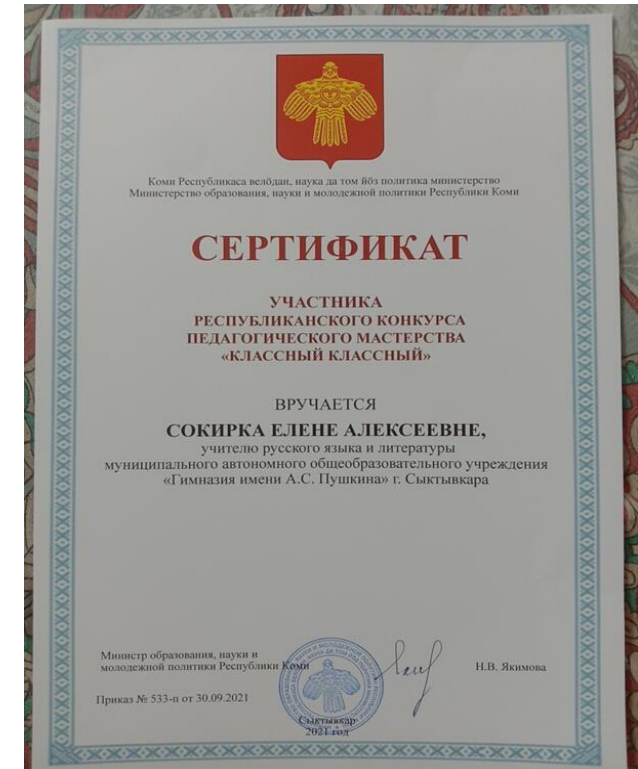 Коми Республикаса велöдан, наука да том йöз политика министерство
Министерство образования, науки и молодежной политики Республики Коми
СЕРТИФИКАТ
УЧАСТНИКА
РЕСПУБЛИКАНСКОГО КОНКУРСА
ПЕДАГОГИЧЕСКОГО МАСТЕРСТВА
«КЛАССНЫЙ КЛАССНЫЙ»
ВРУЧАЕТСЯ
СОКИРКА ЕЛЕНЕ АЛЕКСЕЕВНЕ,
учителю русского языка и литературы
муниципального автономного общеобразовательного учреждения
«Гимназия имени А.С. Пушкина» г. Сыктывкара
Министр образования, науки и
молодежной политики Республики Коми
Н.В. Якимова
Приказ № 533-п от 30.09.2021
Сыктывкар
2021 год